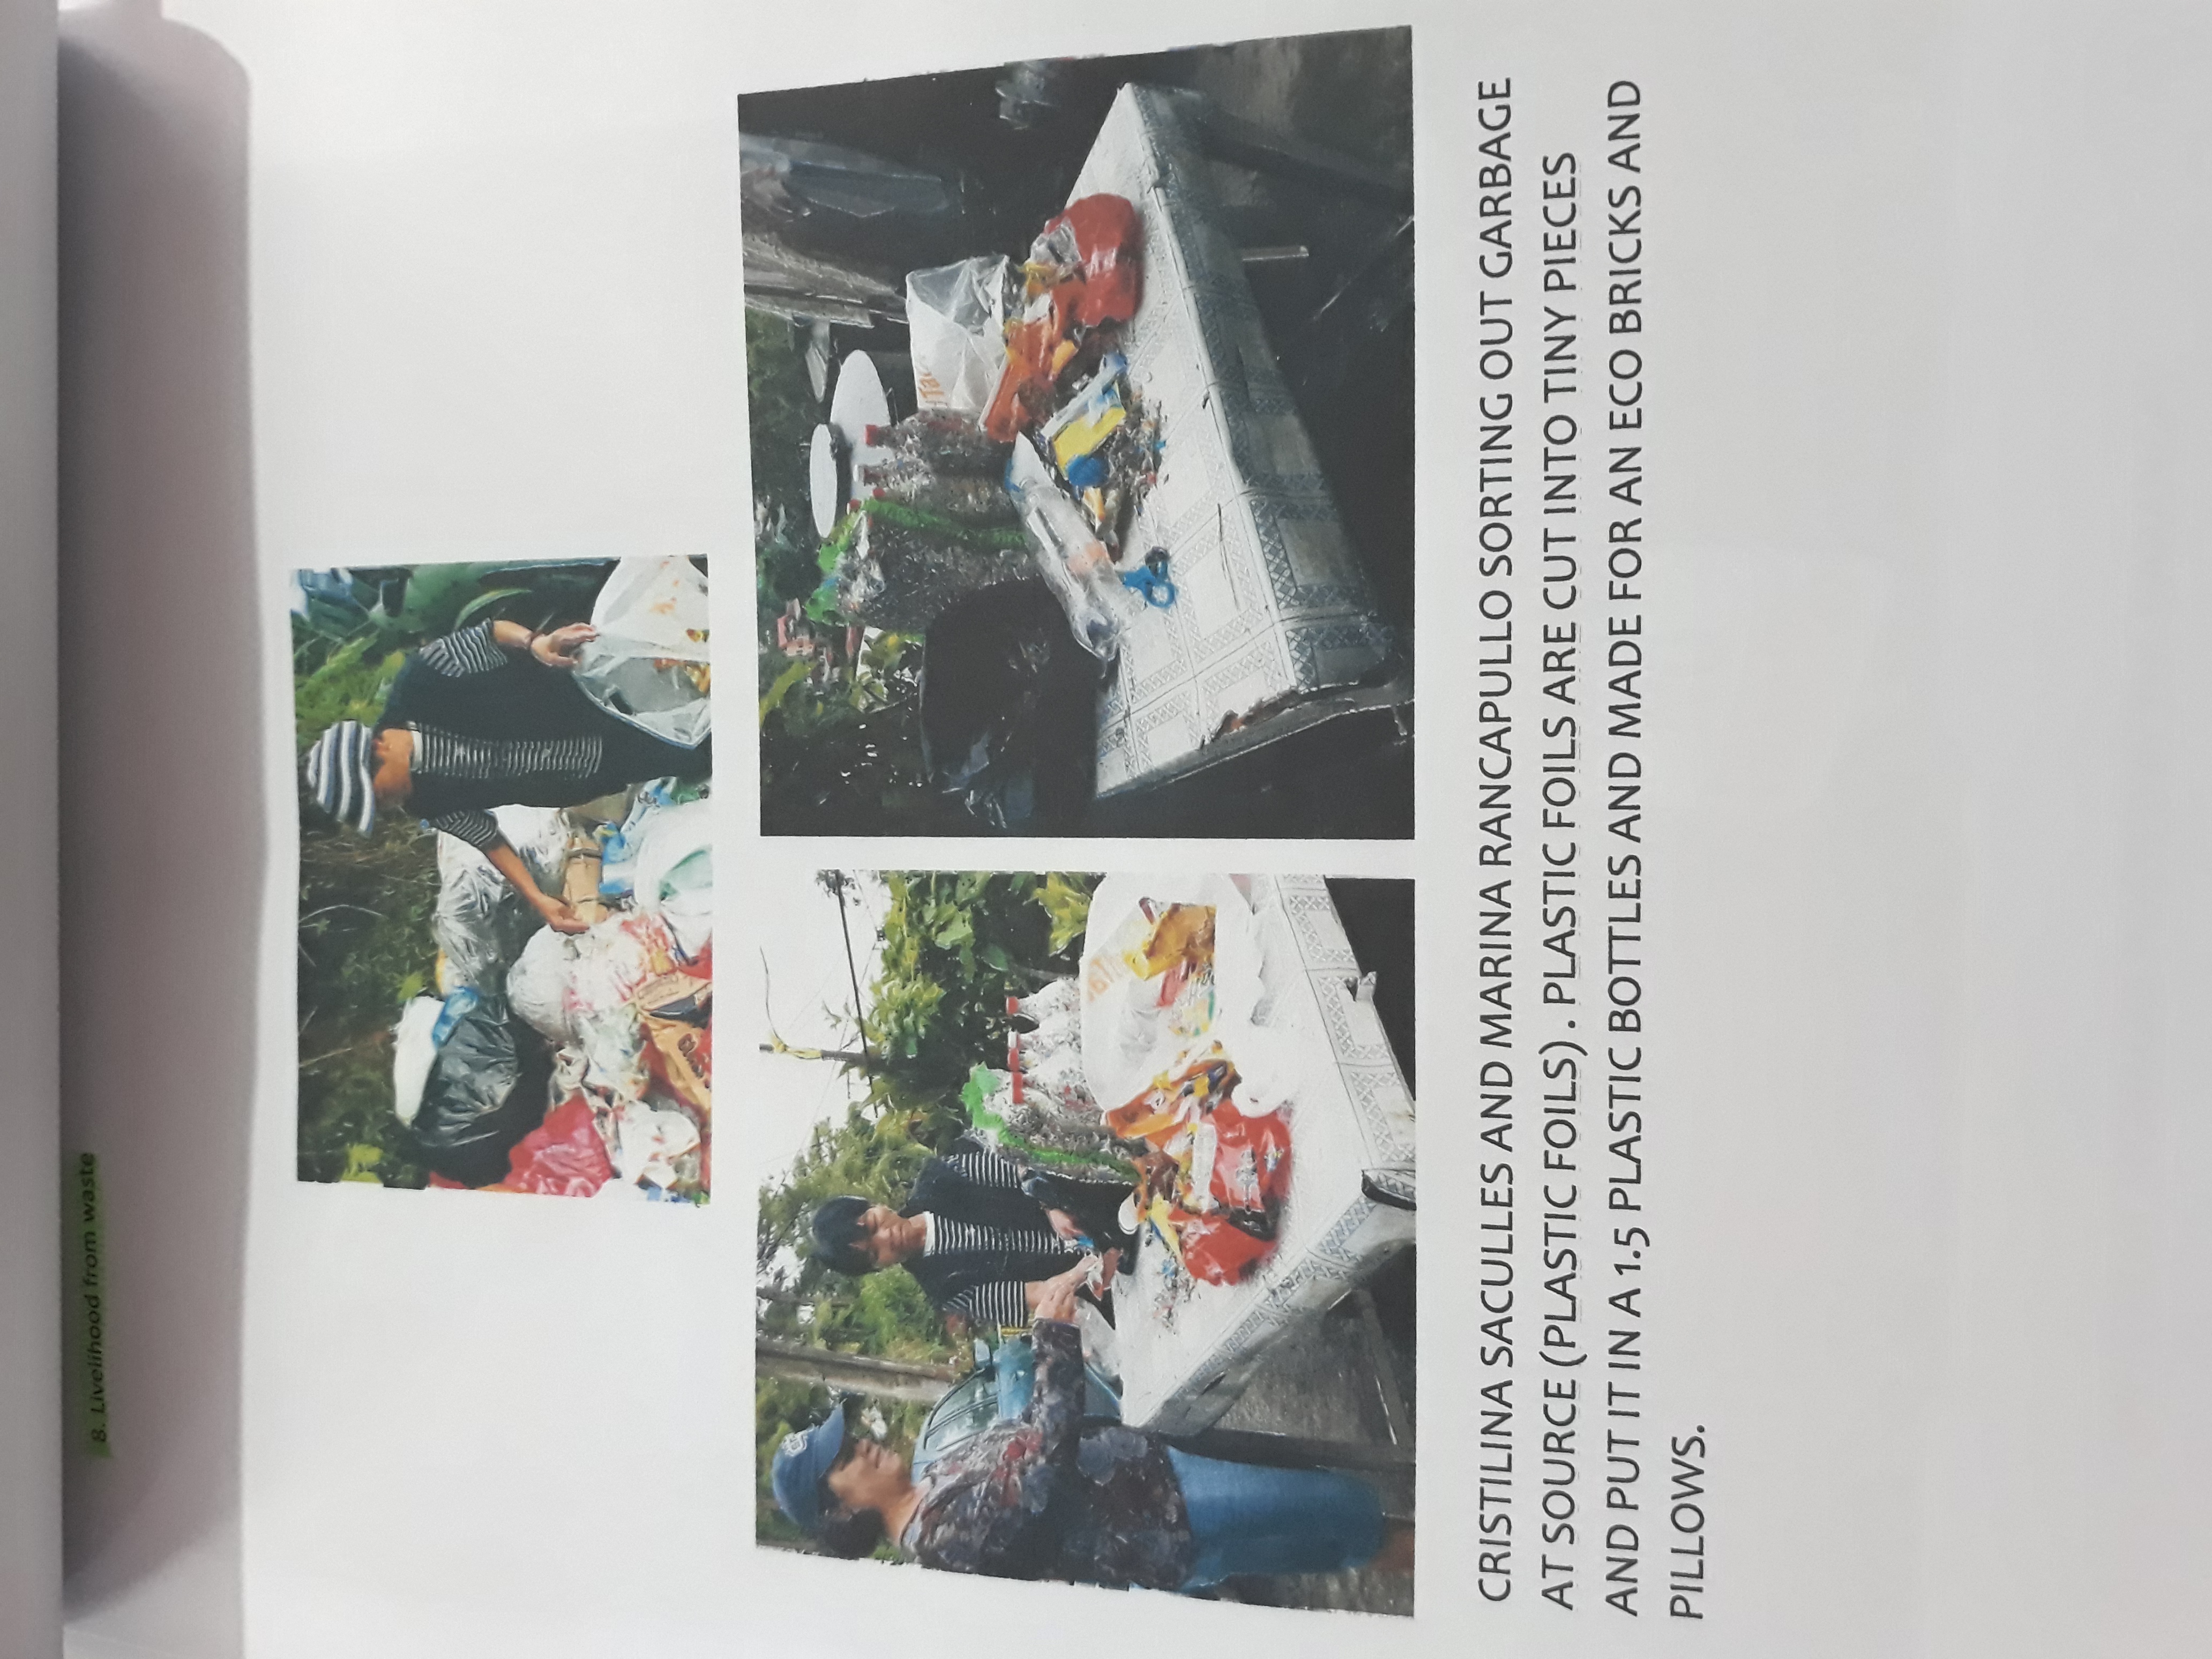 8. Livelihood from waste
CRISTILINA SACULLES AND MARINA RANCAPULLO SORTING OUT GARBAGE
AT SOURCE (PLASTIC FOILS) . PLASTIC FOILS ARE CUT INTO TINY PIECES
AND PUT IT IN A 1.5 PLASTIC BOTTLES AND MADE FOR AN ECO BRICKS AND
PILLOWS.